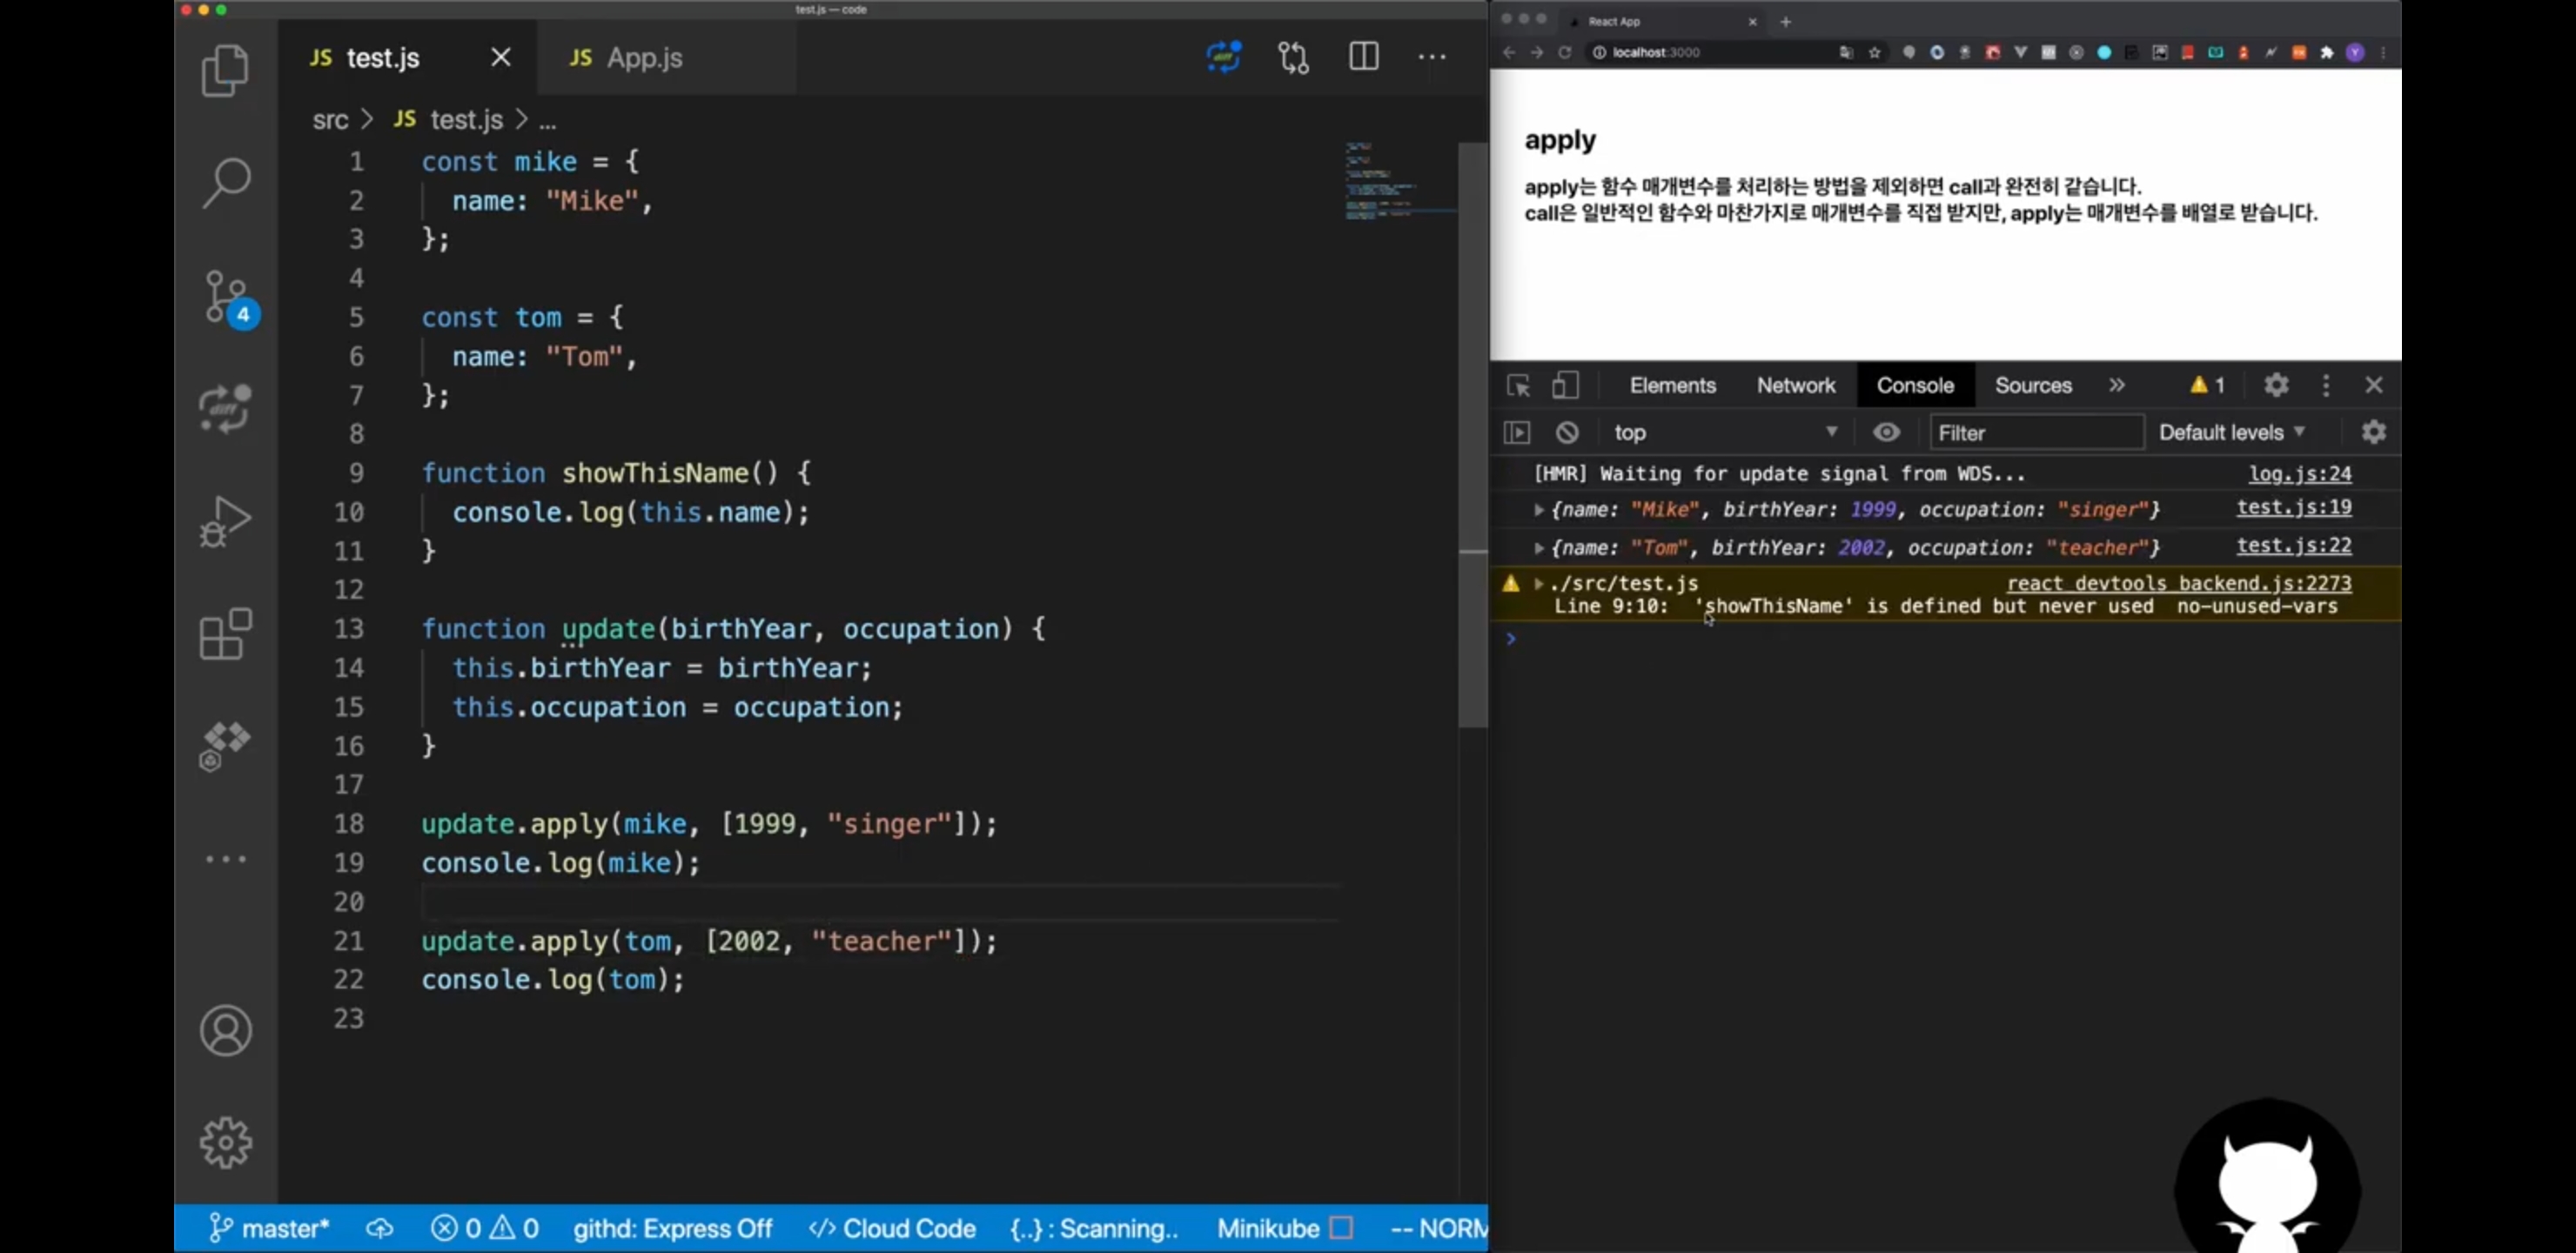 test.js — code
JS test.js
JS App.js
src > JS test.js > ...
1 const mike = {
2 name: "Mike",
3 };
4
5 const tom = {
6 name: "Tom",
7 };
8
9 function showThisName() {
10 console.log(this.name);
11 }
12
13 function update(birthYear, occupation) {
14 this.birthYear = birthYear;
15 this.occupation = occupation;
16 }
17
18 update.apply(mike, [1999, "singer"]);
19 console.log(mike);
20
21 update.apply(tom, [2002, "teacher"]);
22 console.log(tom);
23
4
diff
master* 0 0 githd: Express Off </> Cloud Code {..} : Scanning.. Minikube -- NORM
React App
localhost:3000
apply
apply는 함수 매개변수를 처리하는 방법을 제외하면 call과 완전히 같습니다.
call은 일반적인 함수와 마찬가지로 매개변수를 직접 받지만, apply는 매개변수를 배열로 받습니다.
Elements Network Console Sources » 1
top Filter Default levels
[HMR] Waiting for update signal from WDS... log.js:24
{name: "Mike", birthYear: 1999, occupation: "singer"} test.js:19
{name: "Tom", birthYear: 2002, occupation: "teacher"} test.js:22
./src/test.js react_devtools_backend.js:2273
Line 9:10: 'showThisName' is defined but never used no-unused-vars